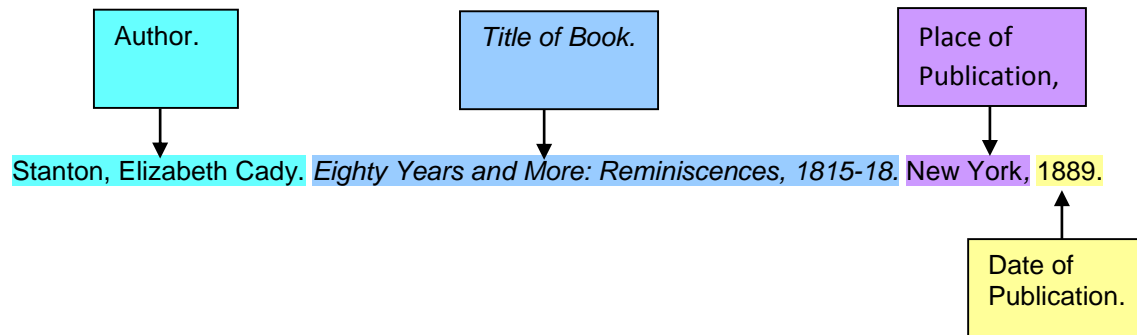 Author.
Title of Book.
Place of
Publication,
Stanton, Elizabeth Cady. Eighty Years and More: Reminiscences, 1815-18. New York, 1889.
Date of
Publication.